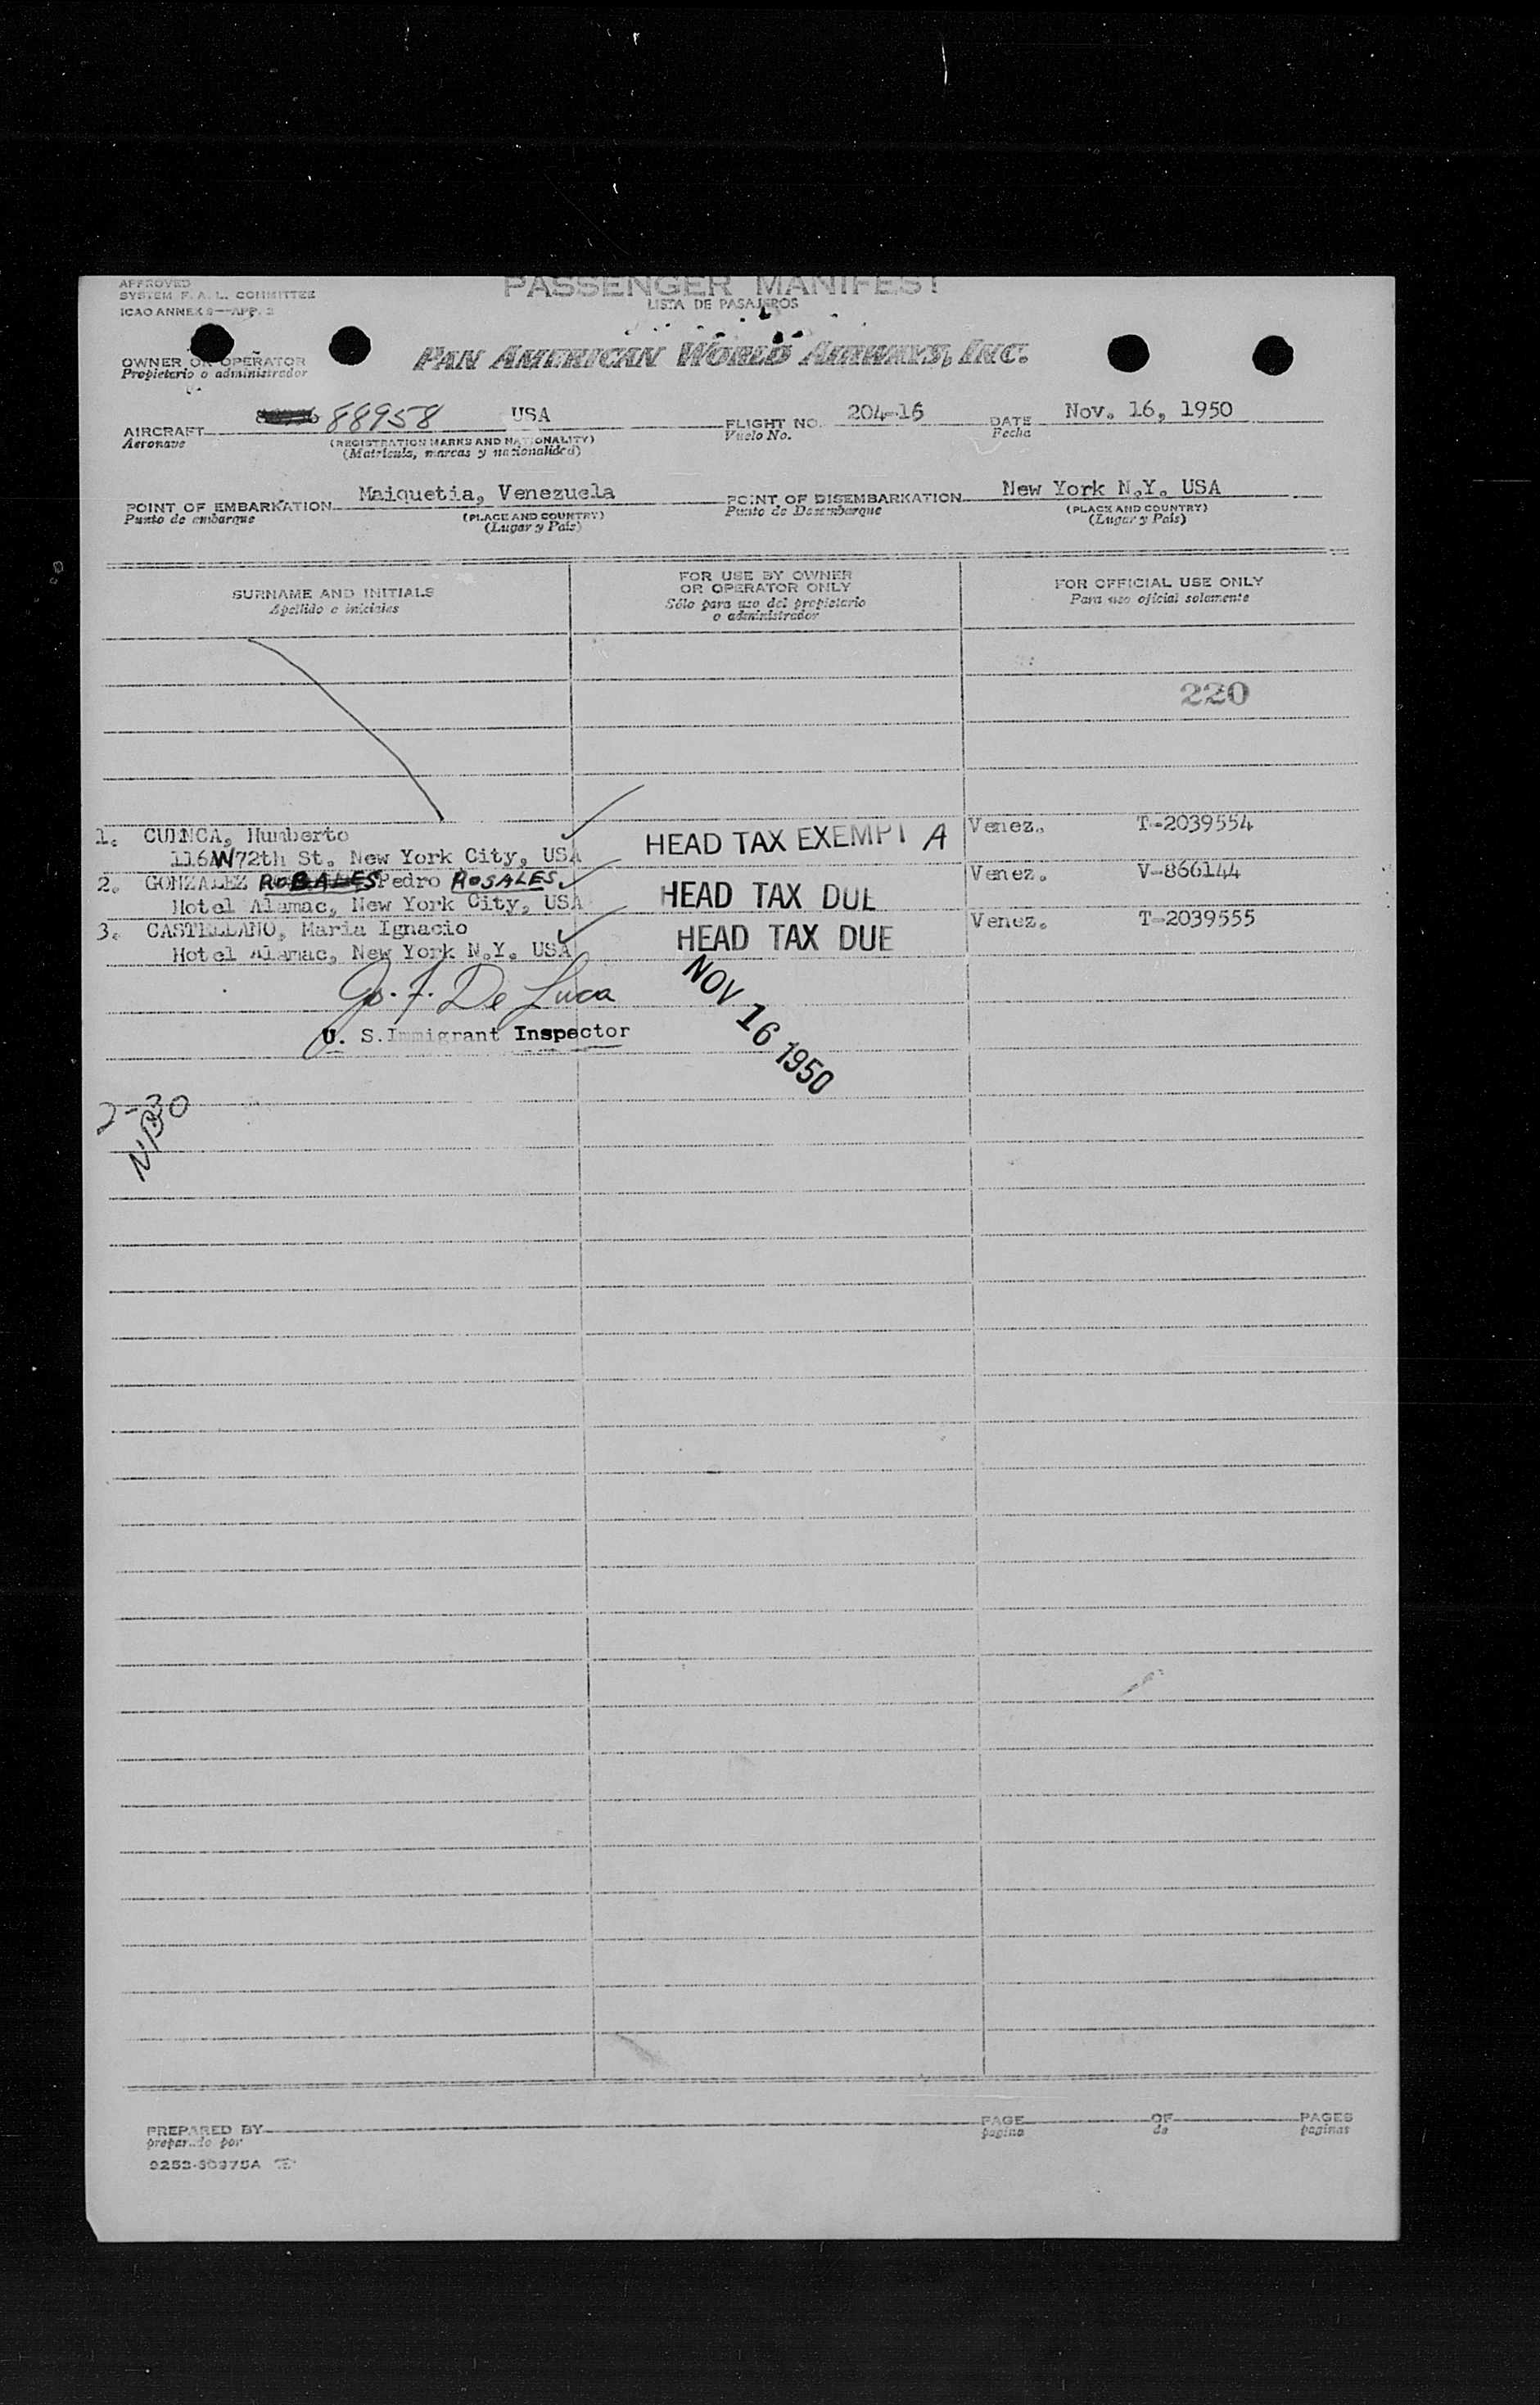 APPROVED
SYSTEM F. A. L. COMMITTEE
ICAO ANNEX 9—APP. 2
PASSENGER MANIFEST
LISTA DE PASAJEROS
OWNER OR OPERATOR
Propietario o administrador
PAN AMERICAN WORLD AIRWAYS, INC.
AIRCRAFT 88958 USA
Aeronave
(REGISTRATION MARKS AND NATIONALITY)
(Matrícula, marcas y nacionalidad)
FLIGHT NO. 204-16
Vuelo No.
DATE Nov. 16, 1950
Fecha
POINT OF EMBARKATION Maiquetia, Venezuela
Punto de embarque
(PLACE AND COUNTRY)
(Lugar y País)
POINT OF DISEMBARKATION New York N.Y. USA
Punto de Desembarque
(PLACE AND COUNTRY)
(Lugar y País)
SURNAME AND INITIALS
Apellido e iniciales
FOR USE BY OWNER
OR OPERATOR ONLY
Sólo para uso del propietario
o administrador
FOR OFFICIAL USE ONLY
Para uso oficial solamente
220
1. CUENCA, Humberto HEAD TAX EXEMPT A Venez. T-2039554
116 W 72th St. New York City, USA
2. GONZALEZ ROBALES Pedro ROSALES HEAD TAX DUE Venez. V-866144
Hotel Alamac, New York City, USA
3. CASTELLANO, Maria Ignacio HEAD TAX DUE Venez. T-2039555
Hotel Alamac, New York N.Y. USA
De Luca
U. S. Immigrant Inspector
NOV 16 1950
PREPARED BY
preparado por
PAGE OF PAGES
página de páginas